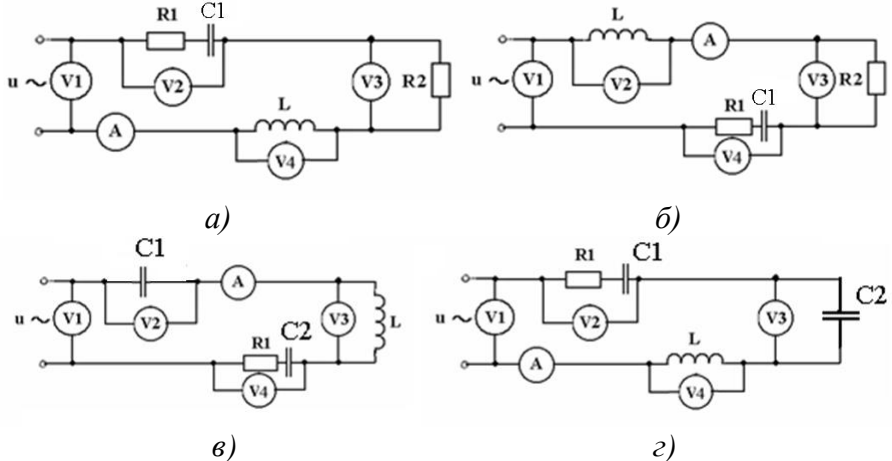 R1 C1
V1 V2 V3 R2
u ~
A L
V4
а)
L A
V1 V2 V3 R2
u ~
R1 C1
V4
б)
C1 A
V1 V2 V3 L
u ~
R1 C2
V4
в)
R1 C1
V1 V2 V3 C2
u ~
A L
V4
г)